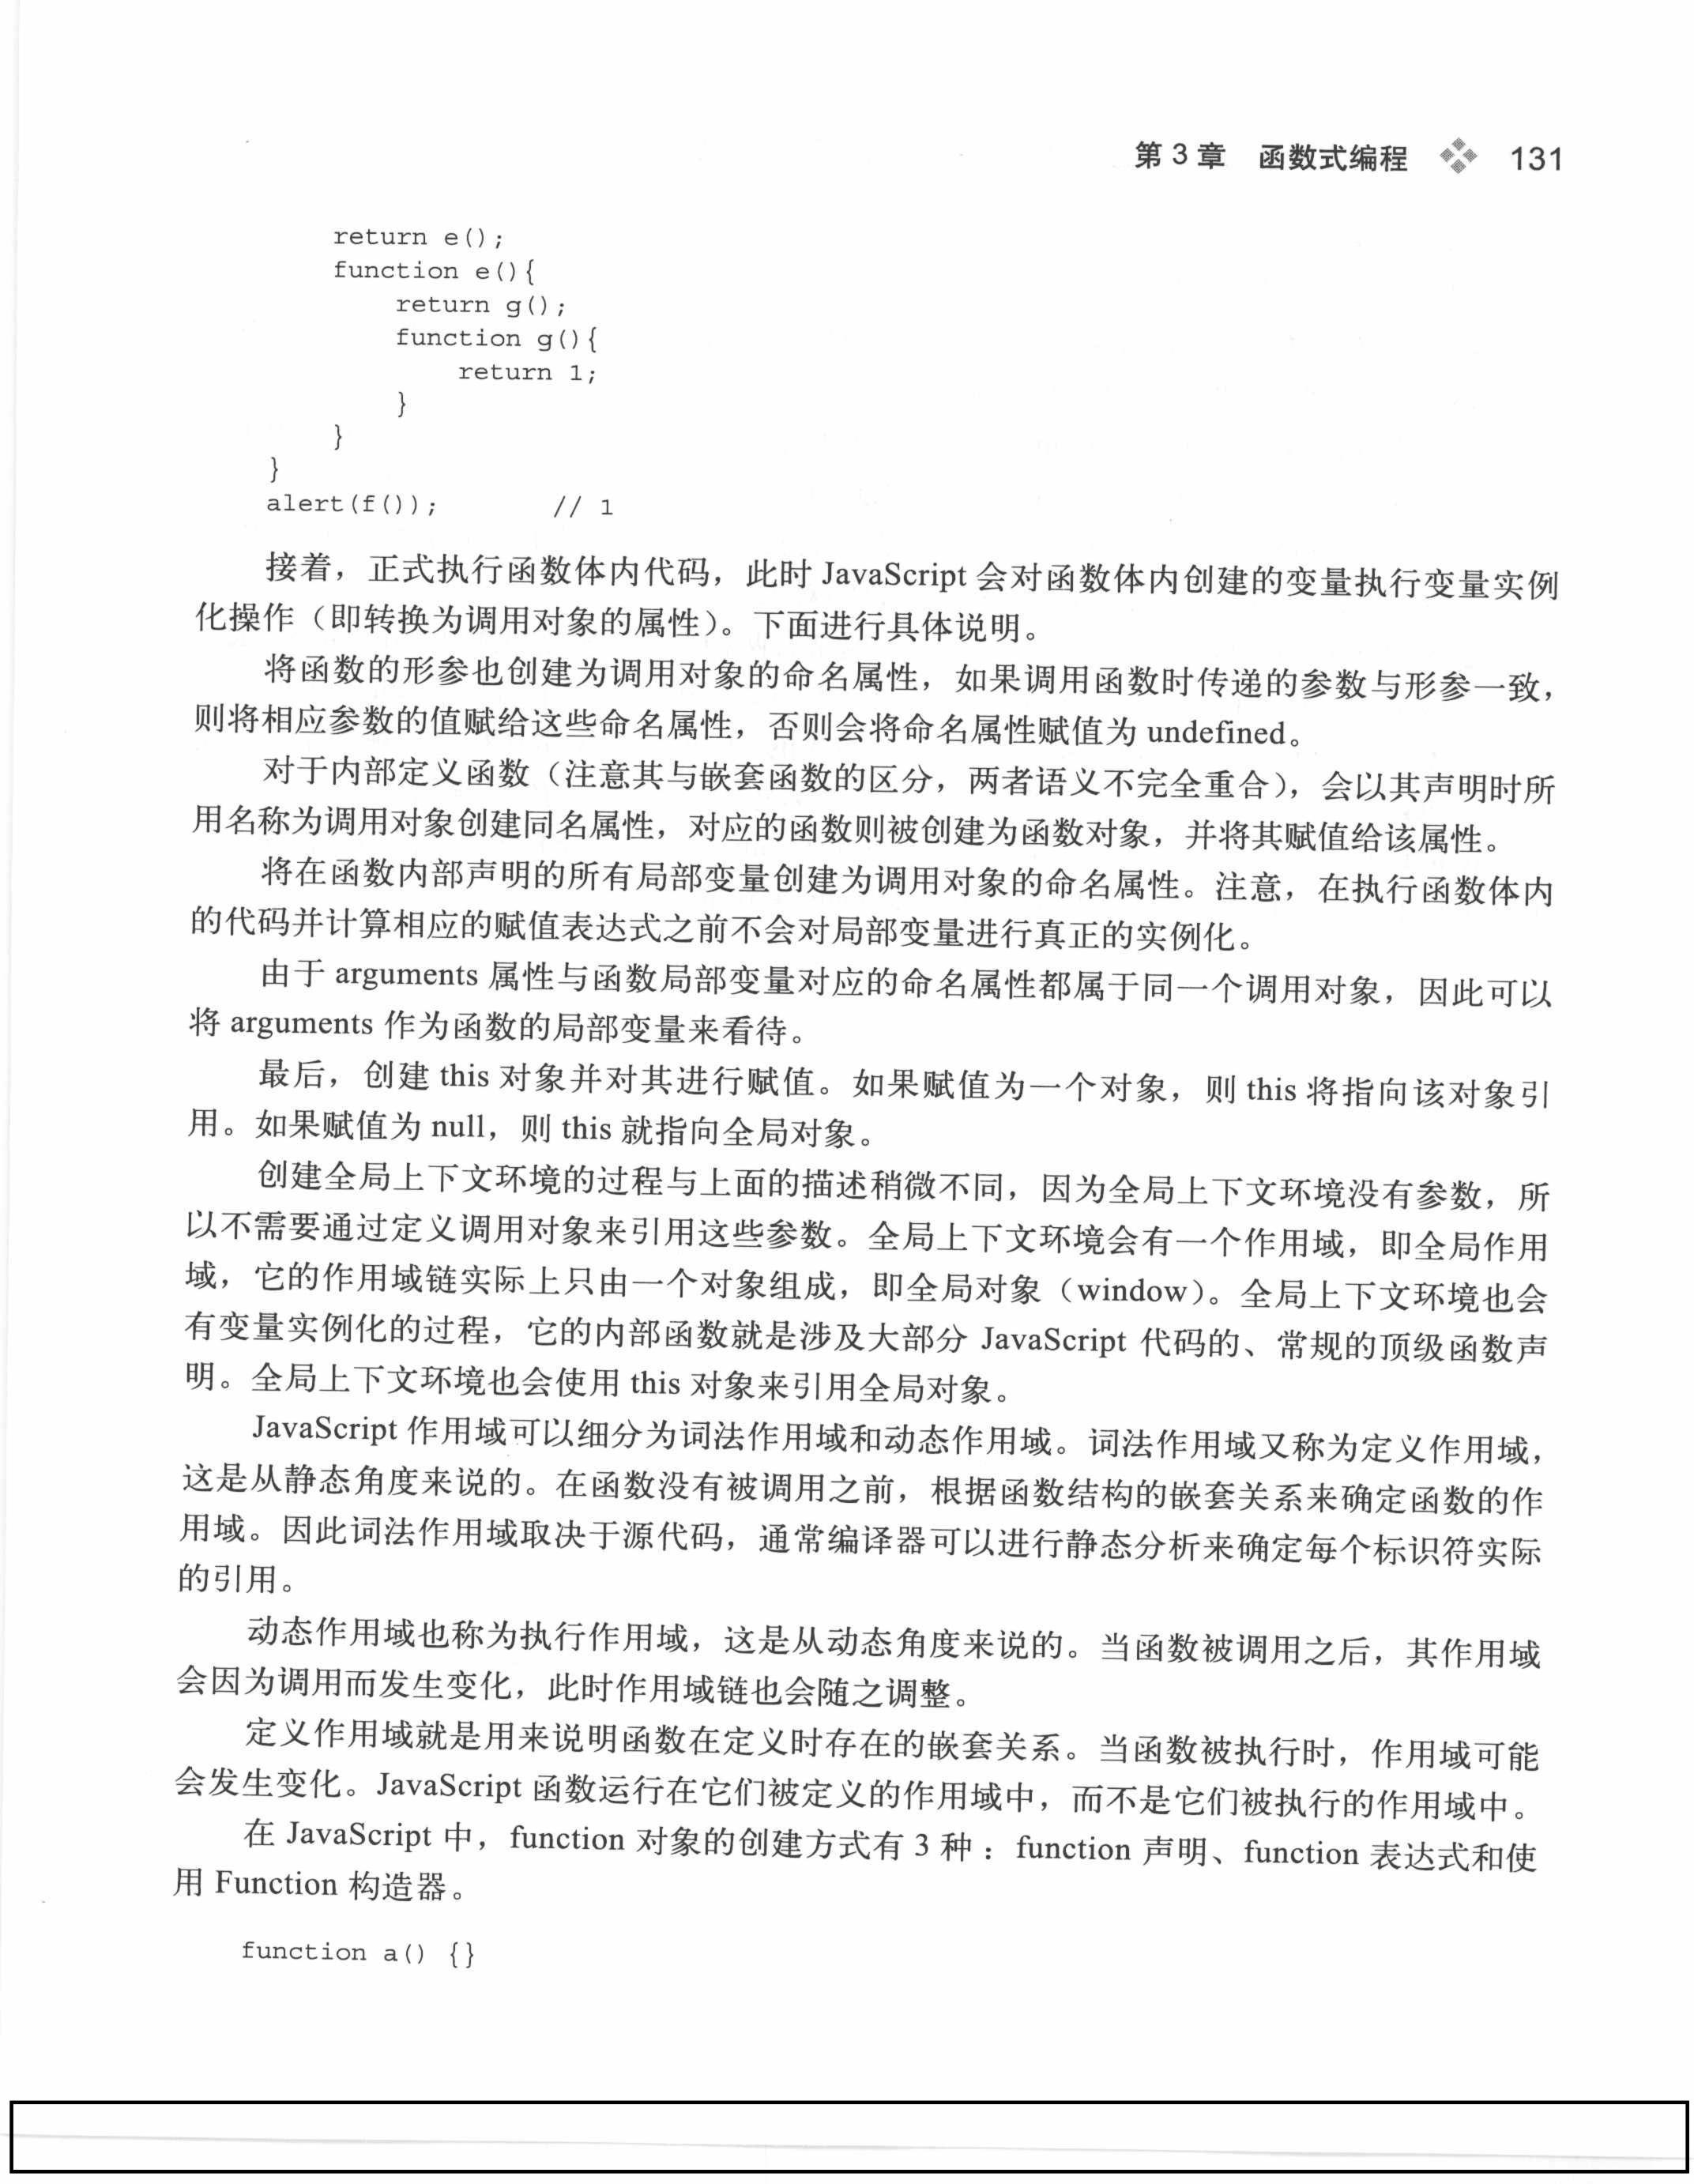 第 3 章 函数式编程 131
return e();
function e(){
return g();
function g(){
return 1;
}
}
}
alert(f()); // 1
接着，正式执行函数体内代码，此时 JavaScript 会对函数体内创建的变量执行变量实例
化操作（即转换为调用对象的属性）。下面进行具体说明。
将函数的形参也创建为调用对象的命名属性，如果调用函数时传递的参数与形参一致，
则将相应参数的值赋给这些命名属性，否则会将命名属性赋值为 undefined。
对于内部定义函数（注意其与嵌套函数的区分，两者语义不完全重合），会以其声明时所
用名称为调用对象创建同名属性，对应的函数则被创建为函数对象，并将其赋值给该属性。
将在函数内部声明的所有局部变量创建为调用对象的命名属性。注意，在执行函数体内
的代码并计算相应的赋值表达式之前不会对局部变量进行真正的实例化。
由于 arguments 属性与函数局部变量对应的命名属性都属于同一个调用对象，因此可以
将 arguments 作为函数的局部变量来看待。
最后，创建 this 对象并对其进行赋值。如果赋值为一个对象，则 this 将指向该对象引
用。如果赋值为 null，则 this 就指向全局对象。
创建全局上下文环境的过程与上面的描述稍微不同，因为全局上下文环境没有参数，所
以不需要通过定义调用对象来引用这些参数。全局上下文环境会有一个作用域，即全局作用
域，它的作用域链实际上只由一个对象组成，即全局对象（window）。全局上下文环境也会
有变量实例化的过程，它的内部函数就是涉及大部分 JavaScript 代码的、常规的顶级函数声
明。全局上下文环境也会使用 this 对象来引用全局对象。
JavaScript 作用域可以细分为词法作用域和动态作用域。词法作用域又称为定义作用域，
这是从静态角度来说的。在函数没有被调用之前，根据函数结构的嵌套关系来确定函数的作
用域。因此词法作用域取决于源代码，通常编译器可以进行静态分析来确定每个标识符实际
的引用。
动态作用域也称为执行作用域，这是从动态角度来说的。当函数被调用之后，其作用域
会因为调用而发生变化，此时作用域链也会随之调整。
定义作用域就是用来说明函数在定义时存在的嵌套关系。当函数被执行时，作用域可能
会发生变化。JavaScript 函数运行在它们被定义的作用域中，而不是它们被执行的作用域中。
在 JavaScript 中，function 对象的创建方式有 3 种：function 声明、function 表达式和使
用 Function 构造器。
function a() {}